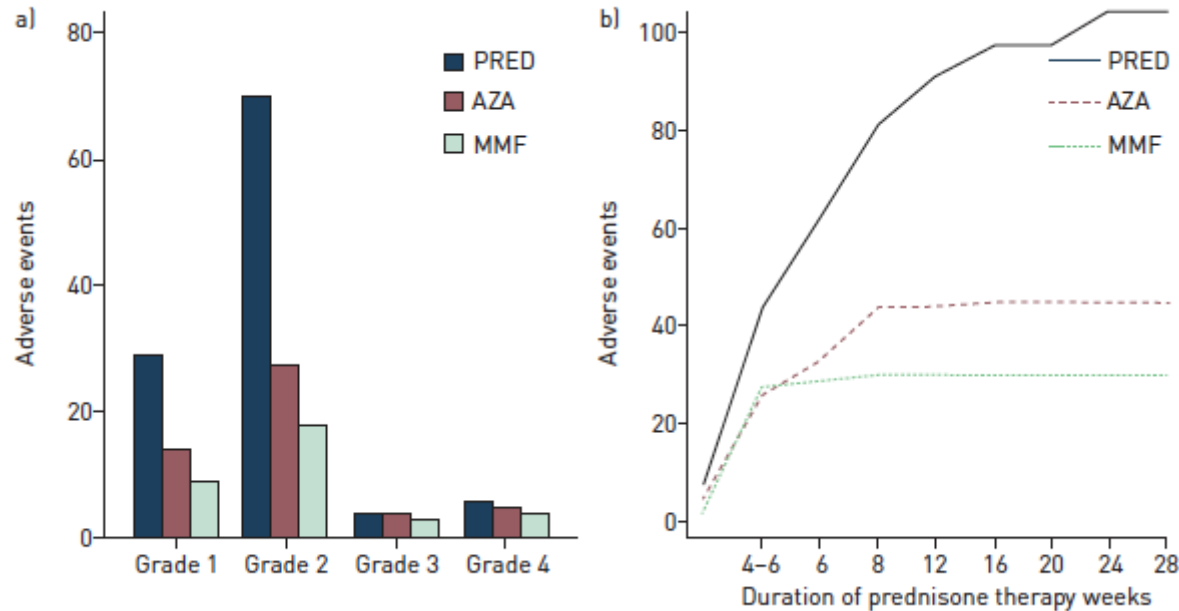 a)
80
60
40
20
0
Adverse events
PRED
AZA
MMF
Grade 1 Grade 2 Grade 3 Grade 4
b)
100
80
60
40
20
0
Adverse events
PRED
AZA
MMF
4–6 6 8 12 16 20 24 28
Duration of prednisone therapy weeks